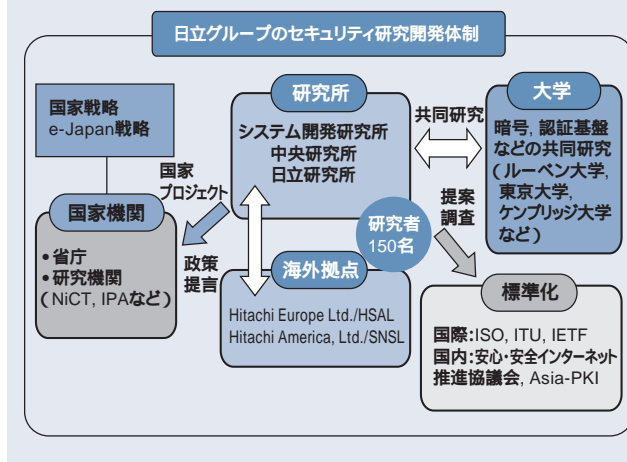 日立グループのセキュリティ研究開発体制
国家戦略
e-Japan戦略
国家機関
•省庁
•研究機関
(NiCT, IPAなど)
国家
プロジェクト
政策
提言
研究所
システム開発研究所
中央研究所
日立研究所
研究者
150名
海外拠点
Hitachi Europe Ltd./HSAL
Hitachi America, Ltd./SNSL
共同研究
大学
暗号, 認証基盤
などの共同研究
(ルーベン大学,
東京大学,
ケンブリッジ大学
など)
提案
調査
標準化
国際:ISO, ITU, IETF
国内:安心・安全インターネット
推進協議会, Asia-PKI